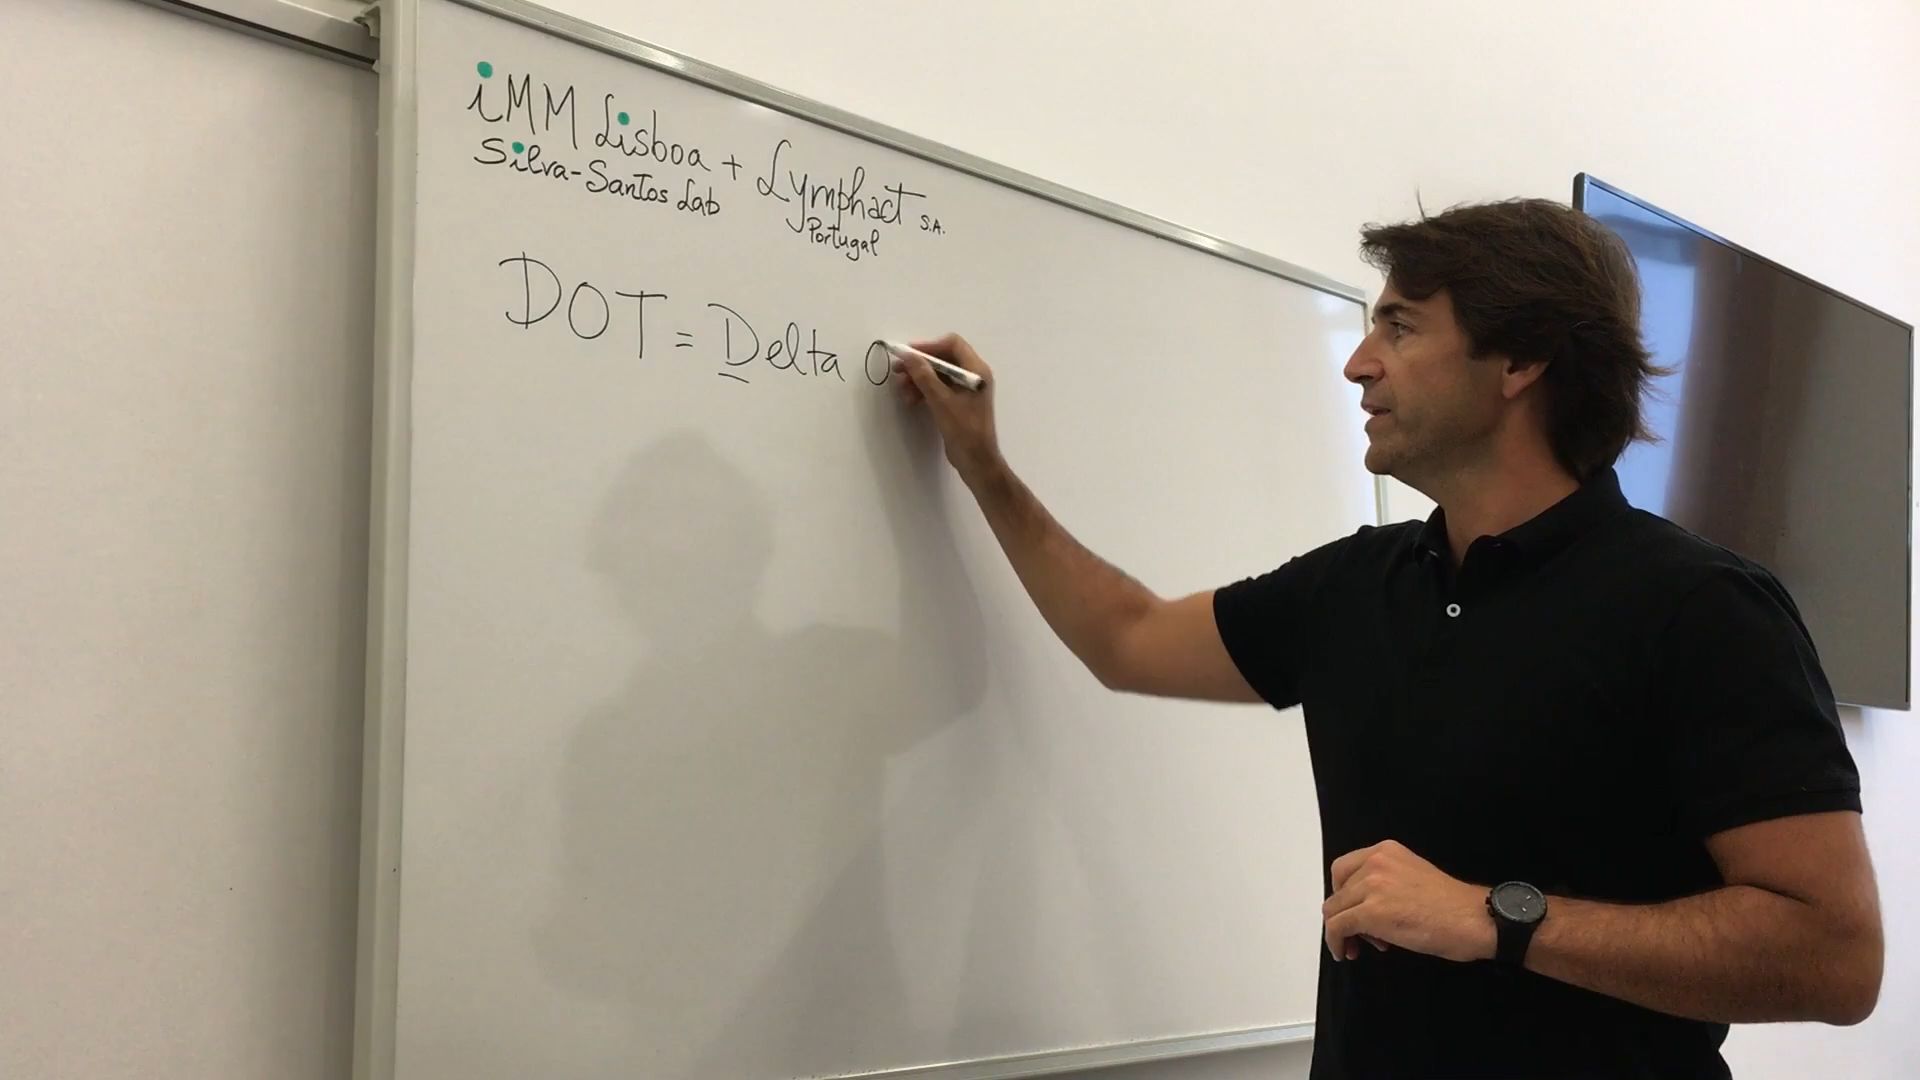 iMM Lisboa + Lymphact S.A.
Silva-Santos Lab
Portugal
DOT = Delta O